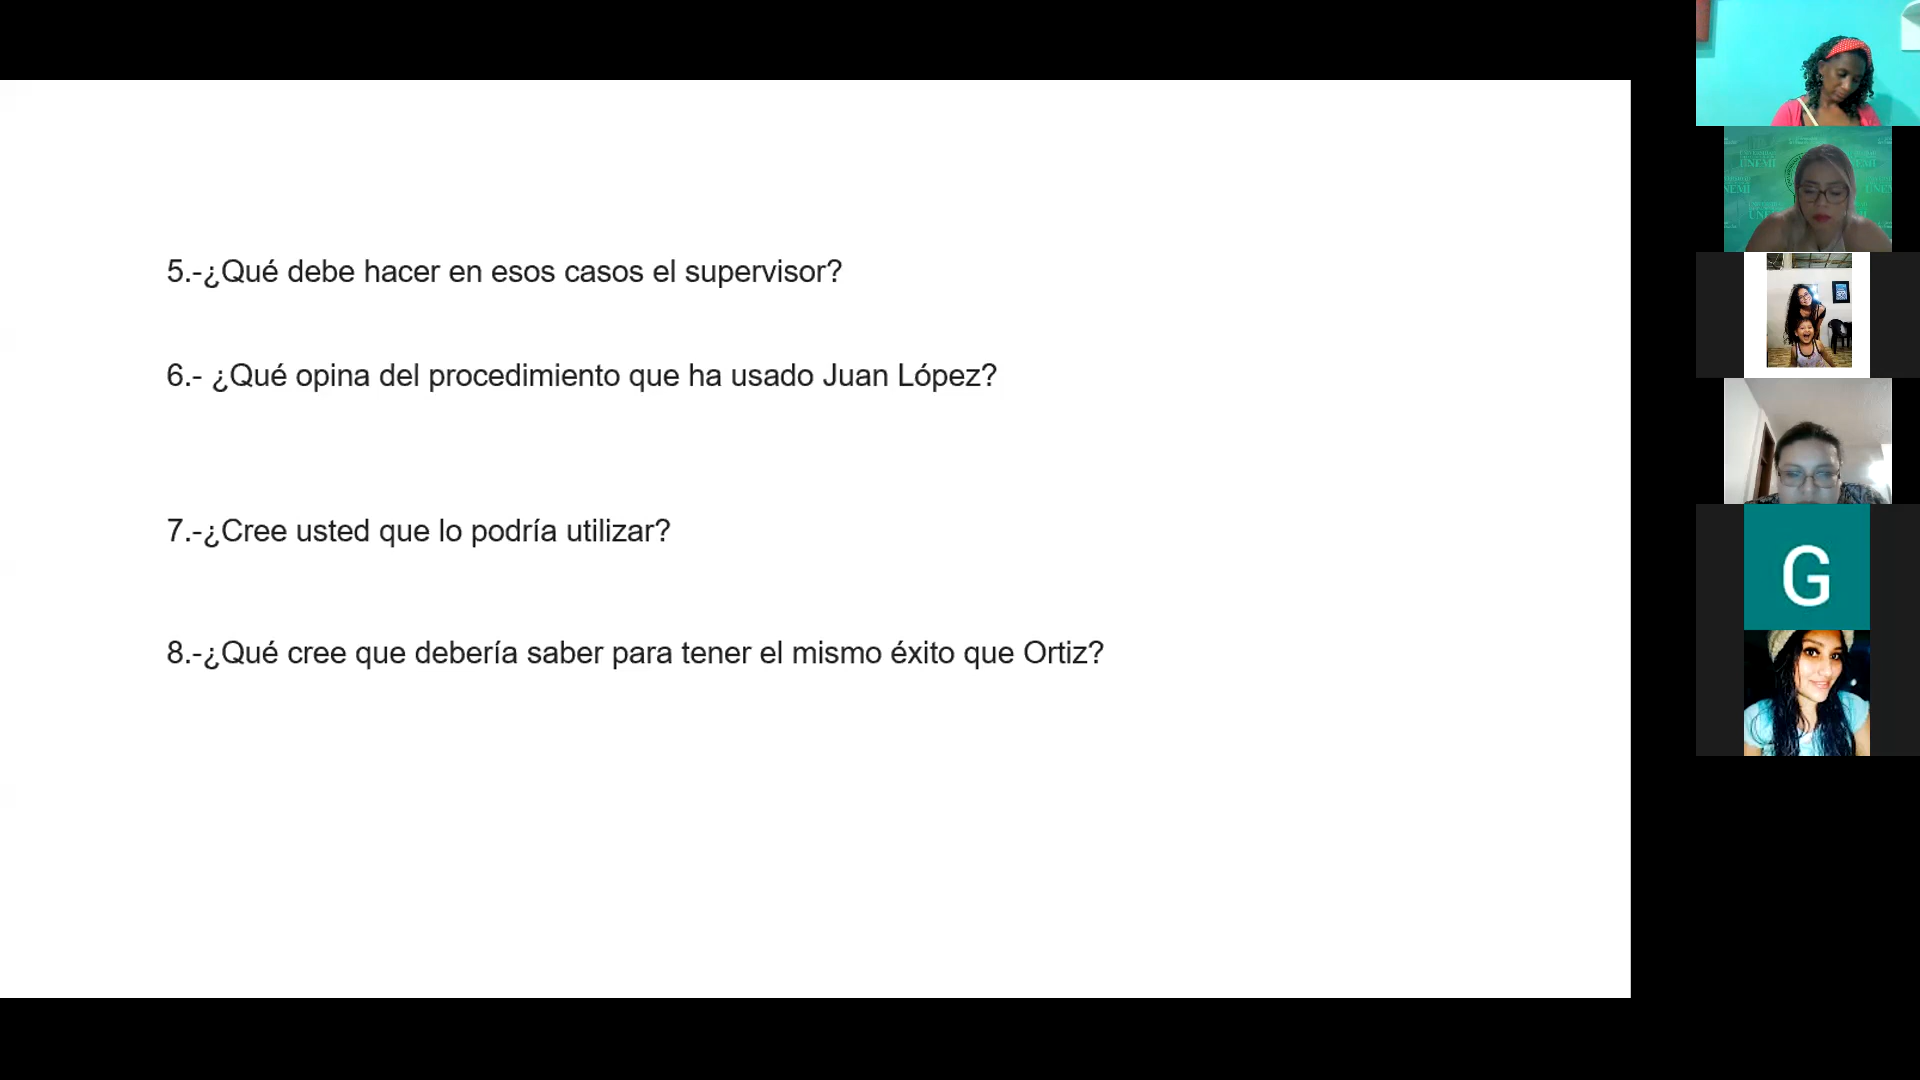 5.-¿Qué debe hacer en esos casos el supervisor?
6.- ¿Qué opina del procedimiento que ha usado Juan López?
7.-¿Cree usted que lo podría utilizar?
8.-¿Qué cree que debería saber para tener el mismo éxito que Ortiz?
UNEMI
G